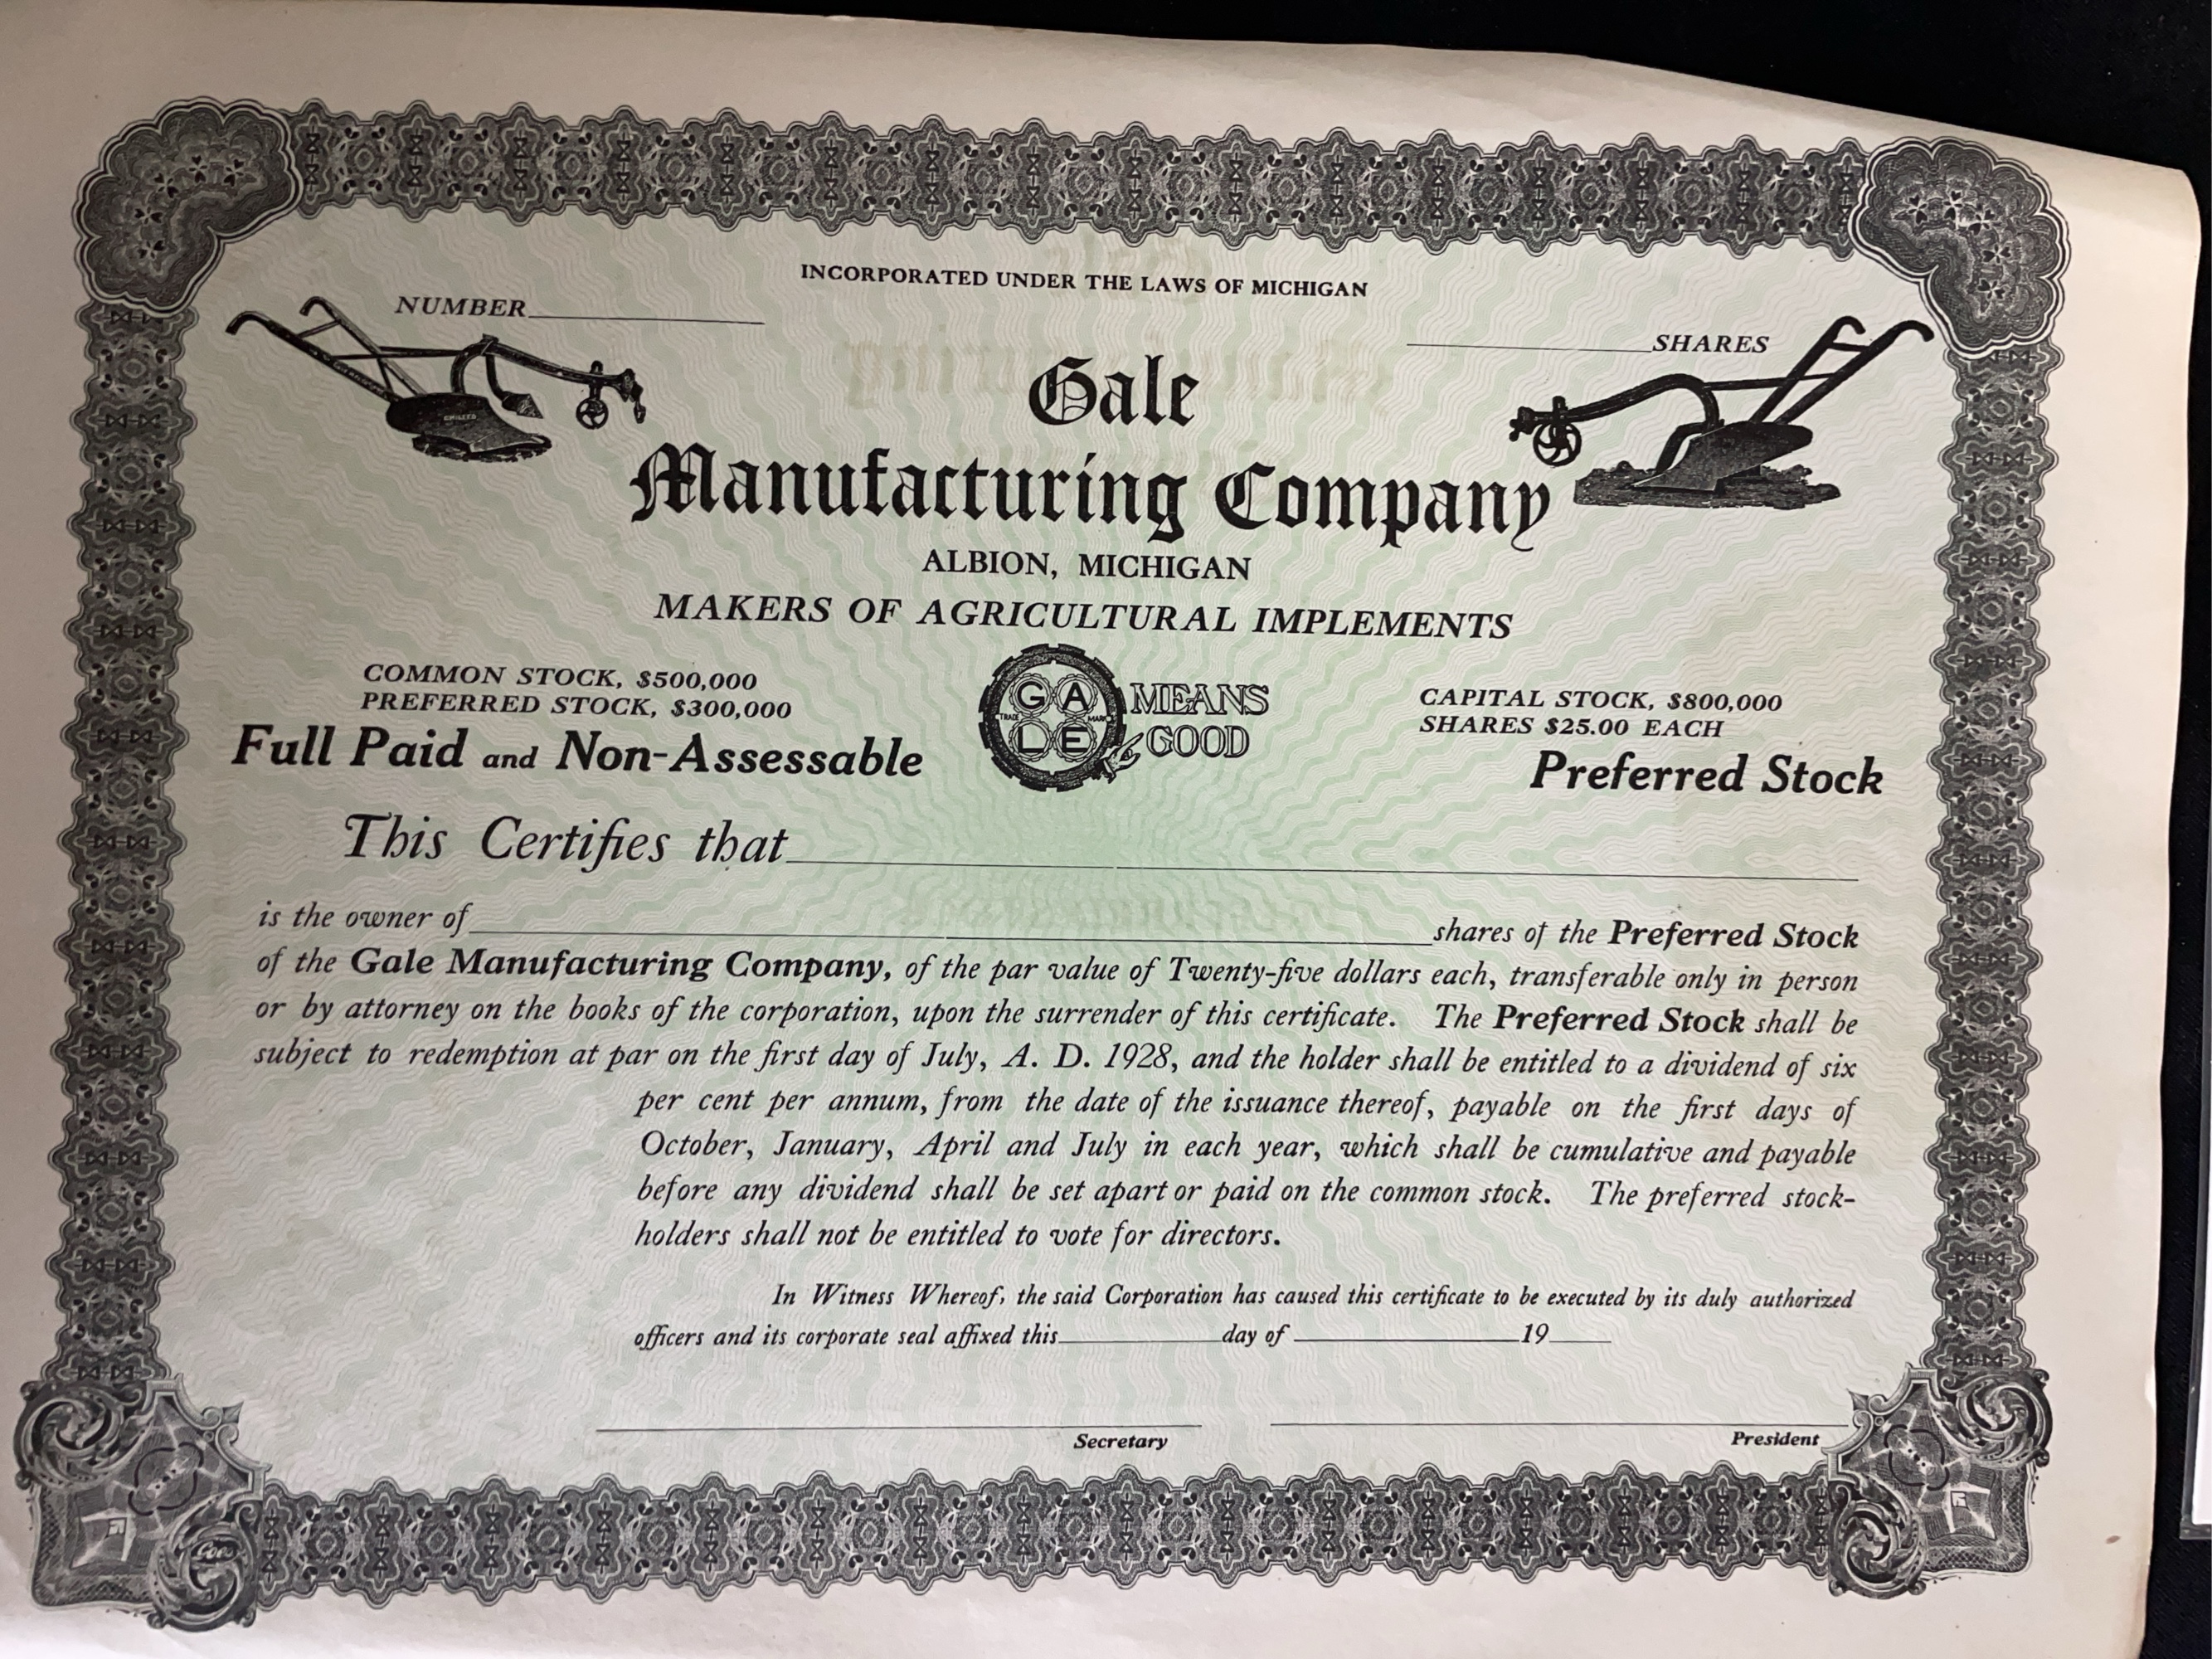 INCORPORATED UNDER THE LAWS OF MICHIGAN
NUMBER
SHARES
Gale
Manufacturing Company
ALBION, MICHIGAN
MAKERS OF AGRICULTURAL IMPLEMENTS
COMMON STOCK, $500,000
PREFERRED STOCK, $300,000
Full Paid and Non-Assessable
GALE
TRADE MARK
MEANS
GOOD
CAPITAL STOCK, $800,000
SHARES $25.00 EACH
Preferred Stock
This Certifies that
is the owner of shares of the Preferred Stock
of the Gale Manufacturing Company, of the par value of Twenty-five dollars each, transferable only in person
or by attorney on the books of the corporation, upon the surrender of this certificate. The Preferred Stock shall be
subject to redemption at par on the first day of July, A. D. 1928, and the holder shall be entitled to a dividend of six
per cent per annum, from the date of the issuance thereof, payable on the first days of
October, January, April and July in each year, which shall be cumulative and payable
before any dividend shall be set apart or paid on the common stock. The preferred stock-
holders shall not be entitled to vote for directors.
In Witness Whereof, the said Corporation has caused this certificate to be executed by its duly authorized
officers and its corporate seal affixed this day of 19
Secretary
President
Goes